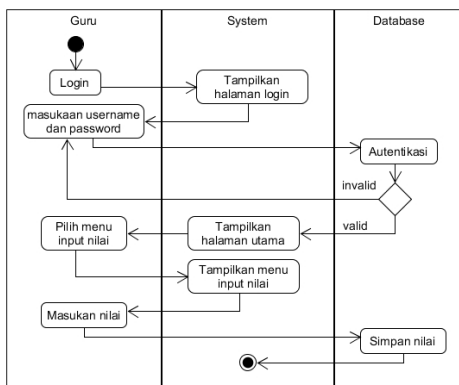 Guru
System
Database
Login
Tampilkan
halaman login
masukaan username
dan password
Autentikasi
invalid
valid
Tampilkan
halaman utama
Pilih menu
input nilai
Tampilkan menu
input nilai
Masukan nilai
Simpan nilai